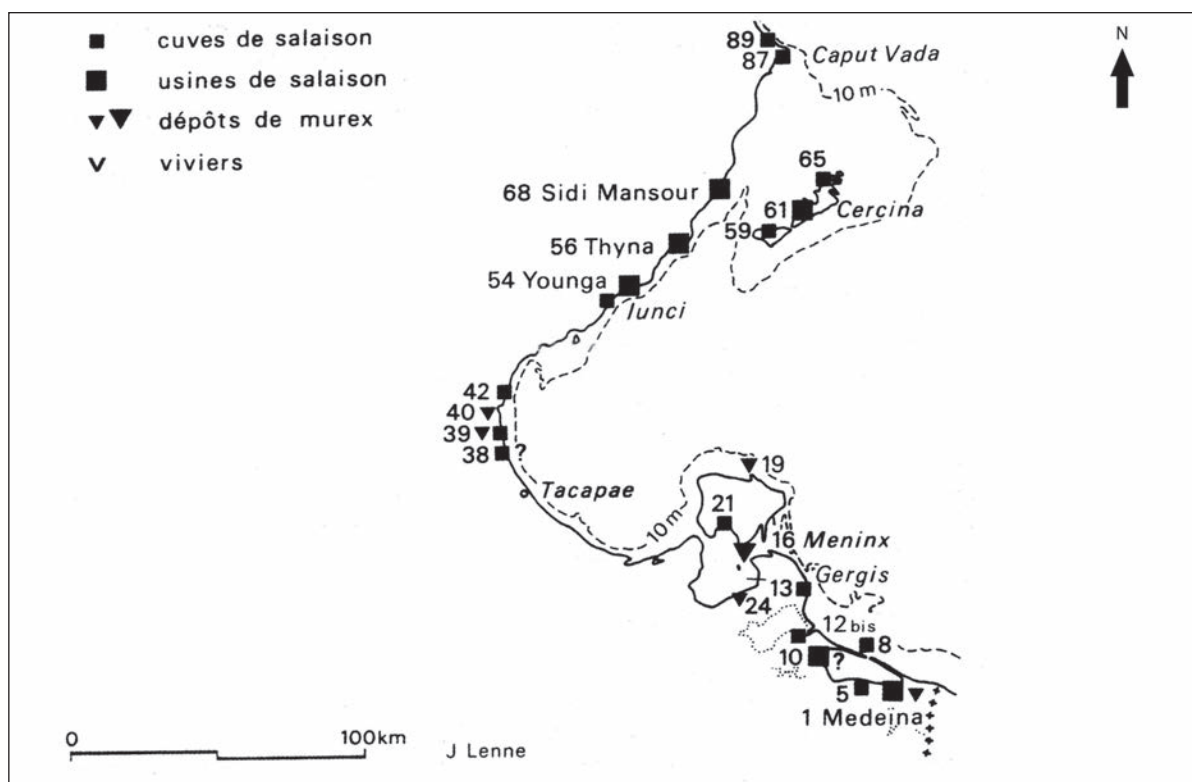 cuves de salaison
usines de salaison
dépôts de murex
viviers
N
89
87
Caput Vada
10 m
65
68 Sidi Mansour
61
Cercina
59
56 Thyna
54 Younga
Iunci
42
40
39
38 ?
19
Tacapae
21
10 m
16 Meninx
Gergis
13
24
12 bis
8
10 ?
5
1 Medeina
0 100km
J Lenne